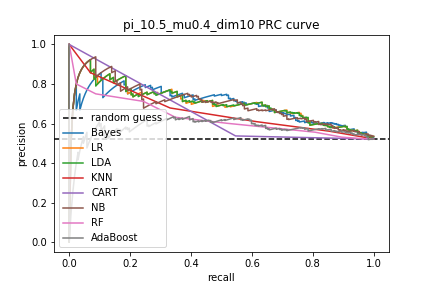 pi_10.5_mu0.4_dim10 PRC curve
1.0
0.8
0.6
0.4
0.2
0.0
precision
random guess
Bayes
LR
LDA
KNN
CART
NB
RF
AdaBoost
0.0 0.2 0.4 0.6 0.8 1.0
recall